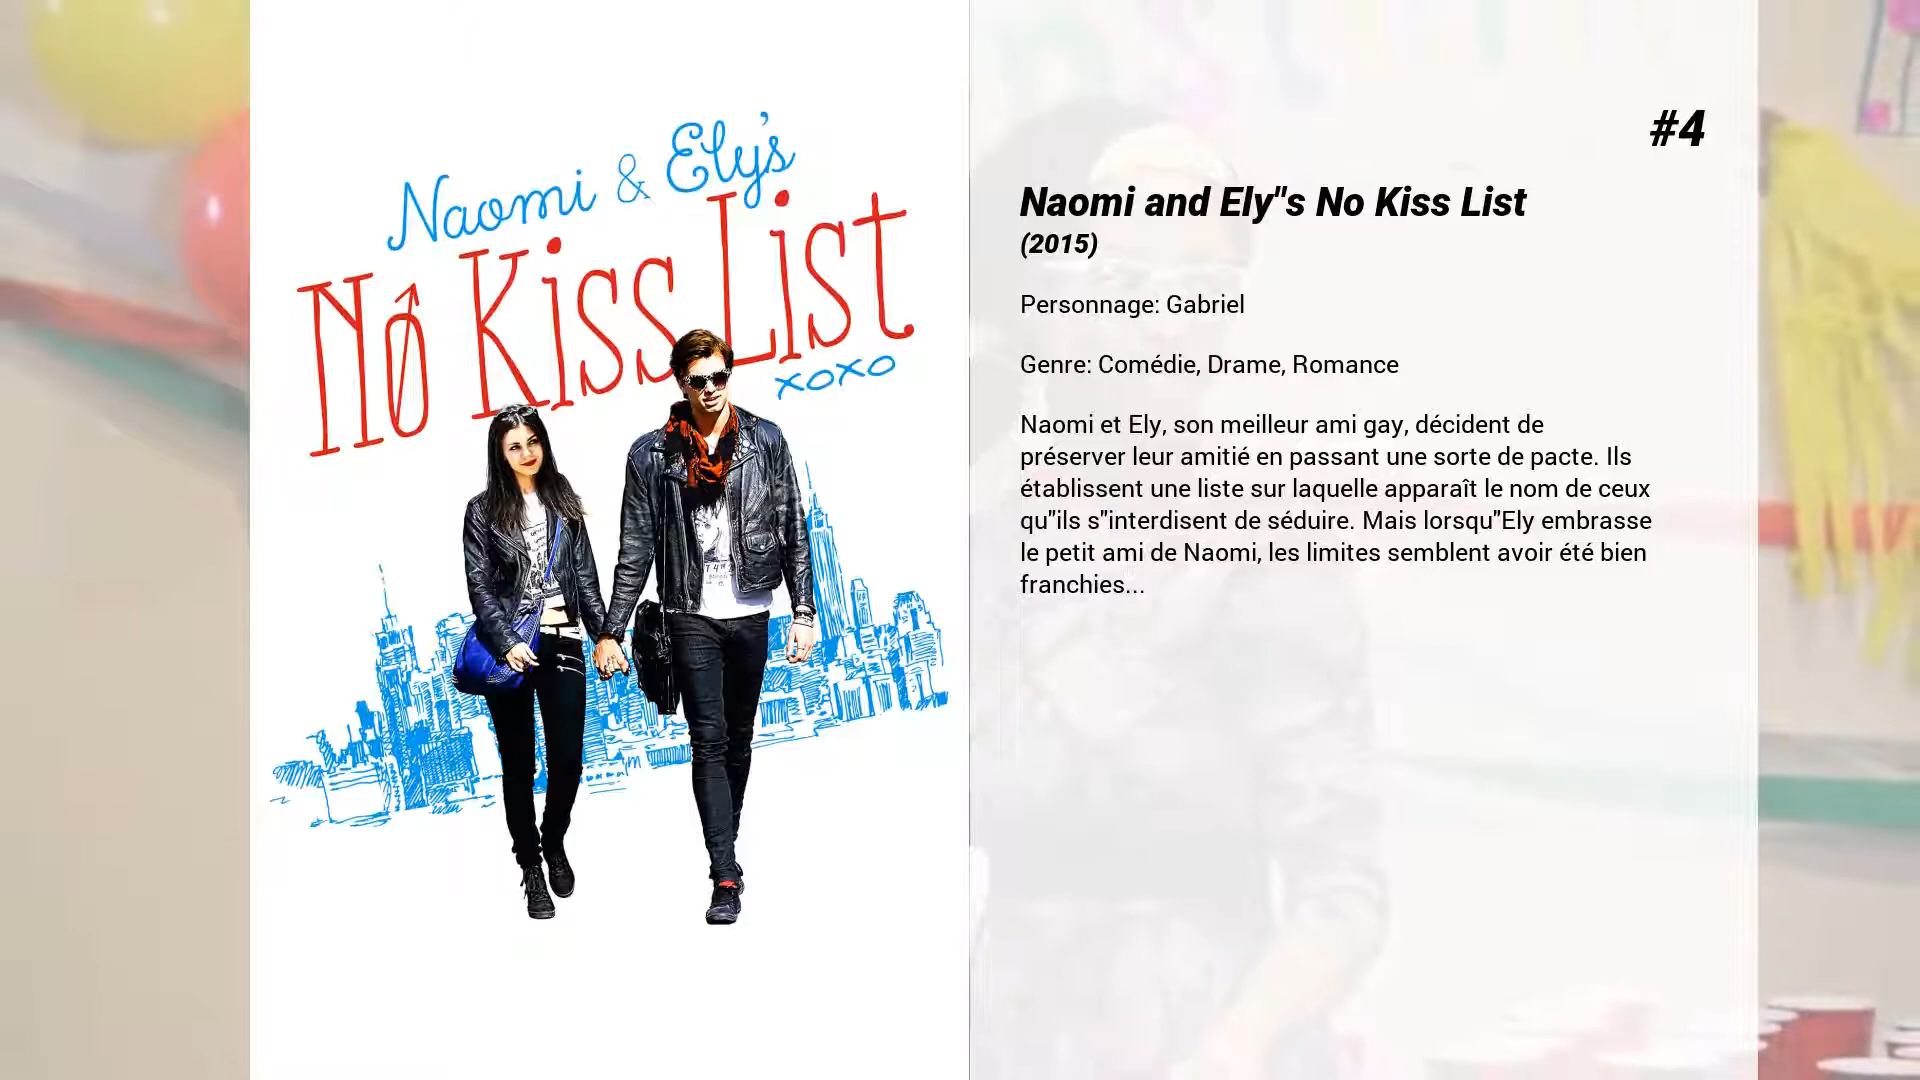 Naomi & Ely's
No Kiss List
xoxo
#4
Naomi and Ely"s No Kiss List
(2015)
Personnage: Gabriel
Genre: Comédie, Drame, Romance
Naomi et Ely, son meilleur ami gay, décident de
préserver leur amitié en passant une sorte de pacte. Ils
établissent une liste sur laquelle apparaît le nom de ceux
qu"ils s"interdisent de séduire. Mais lorsqu"Ely embrasse
le petit ami de Naomi, les limites semblent avoir été bien
franchies...